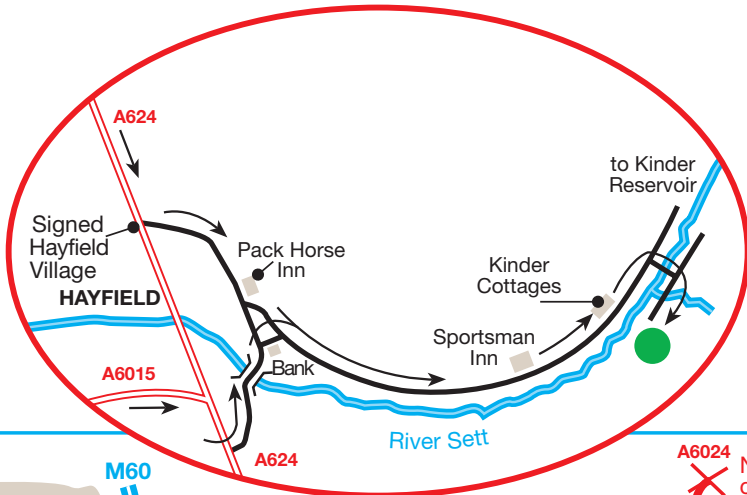 A624
to Kinder
Reservoir
Signed
Hayfield
Village
Pack Horse
Inn
Kinder
Cottages
HAYFIELD
Sportsman
Inn
Bank
A6015
River Sett
A624
M60
A6024